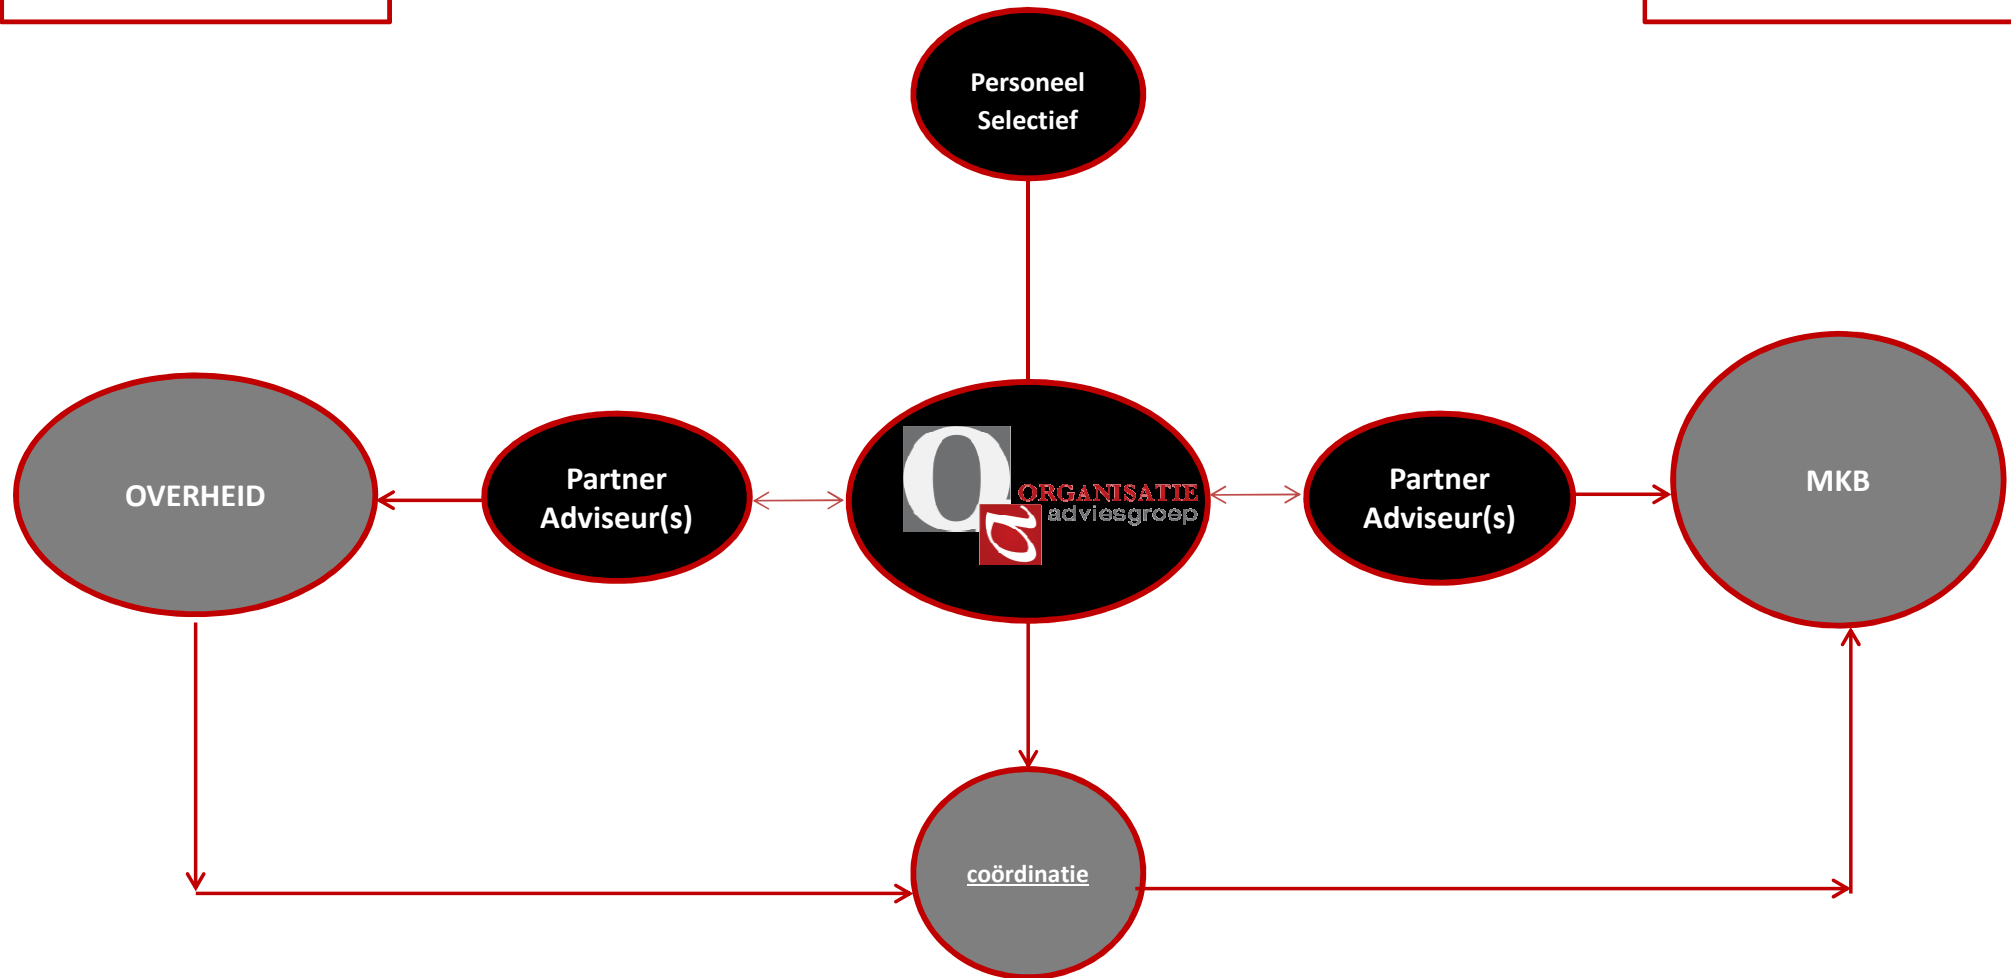 Personeel
Selectief
OVERHEID
Partner
Adviseur(s)
O
a
ORGANISATIE
adviesgroep
Partner
Adviseur(s)
MKB
coördinatie